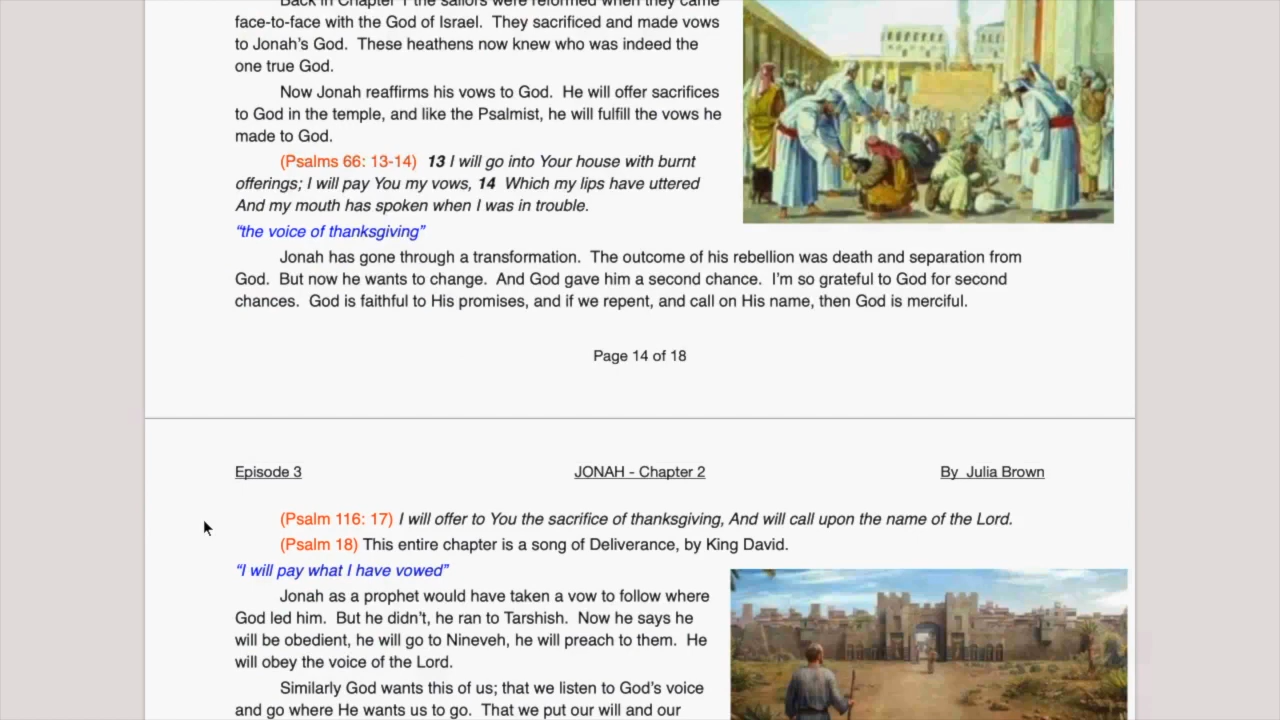 Back in Chapter 1 the sailors were reformed when they came
face-to-face with the God of Israel.  They sacrificed and made vows
to Jonah's God.  These heathens now knew who was indeed the
one true God.
Now Jonah reaffirms his vows to God.  He will offer sacrifices
to God in the temple, and like the Psalmist, he will fulfill the vows he
made to God.
(Psalms 66: 13-14)  13 I will go into Your house with burnt
offerings; I will pay You my vows, 14  Which my lips have uttered
And my mouth has spoken when I was in trouble.
“the voice of thanksgiving”
Jonah has gone through a transformation.  The outcome of his rebellion was death and separation from
God.  But now he wants to change.  And God gave him a second chance.  I'm so grateful to God for second
chances.  God is faithful to His promises, and if we repent, and call on His name, then God is merciful.
Page 14 of 18
Episode 3 JONAH - Chapter 2 By  Julia Brown
(Psalm 116: 17) I will offer to You the sacrifice of thanksgiving, And will call upon the name of the Lord.
(Psalm 18) This entire chapter is a song of Deliverance, by King David.
“I will pay what I have vowed”
Jonah as a prophet would have taken a vow to follow where
God led him.  But he didn't, he ran to Tarshish.  Now he says he
will be obedient, he will go to Nineveh, he will preach to them.  He
will obey the voice of the Lord.
Similarly God wants this of us; that we listen to God's voice
and go where He wants us to go.  That we put our will and our